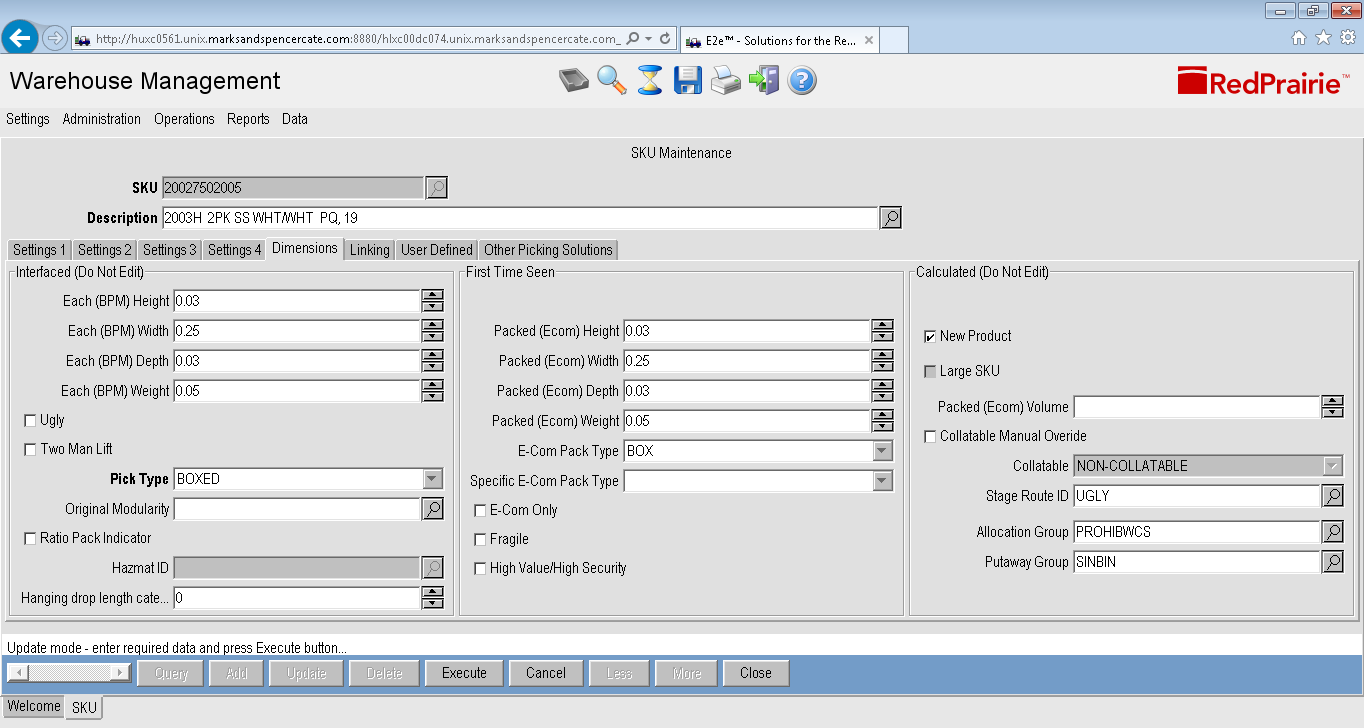 http://huxc0561.unix.marksandspencercate.com:8880/hlxc00dc074.unix.marksandspencercate.com_
E2e™ - Solutions for the Re...
Warehouse Management
RedPrairie™
Settings Administration Operations Reports Data
SKU Maintenance
SKU 20027502005
Description 2003H 2PK SS WHT/WHT PQ, 19
Settings 1 Settings 2 Settings 3 Settings 4 Dimensions Linking User Defined Other Picking Solutions
Interfaced (Do Not Edit)
Each (BPM) Height 0.03
Each (BPM) Width 0.25
Each (BPM) Depth 0.03
Each (BPM) Weight 0.05
Ugly
Two Man Lift
Pick Type BOXED
Original Modularity
Ratio Pack Indicator
Hazmat ID
Hanging drop length cate... 0
First Time Seen
Packed (Ecom) Height 0.03
Packed (Ecom) Width 0.25
Packed (Ecom) Depth 0.03
Packed (Ecom) Weight 0.05
E-Com Pack Type BOX
Specific E-Com Pack Type
E-Com Only
Fragile
High Value/High Security
Calculated (Do Not Edit)
New Product
Large SKU
Packed (Ecom) Volume
Collatable Manual Overide
Collatable NON-COLLATABLE
Stage Route ID UGLY
Allocation Group PROHIBWCS
Putaway Group SINBIN
Update mode - enter required data and press Execute button...
Query Add Update Delete Execute Cancel Less More Close
Welcome SKU